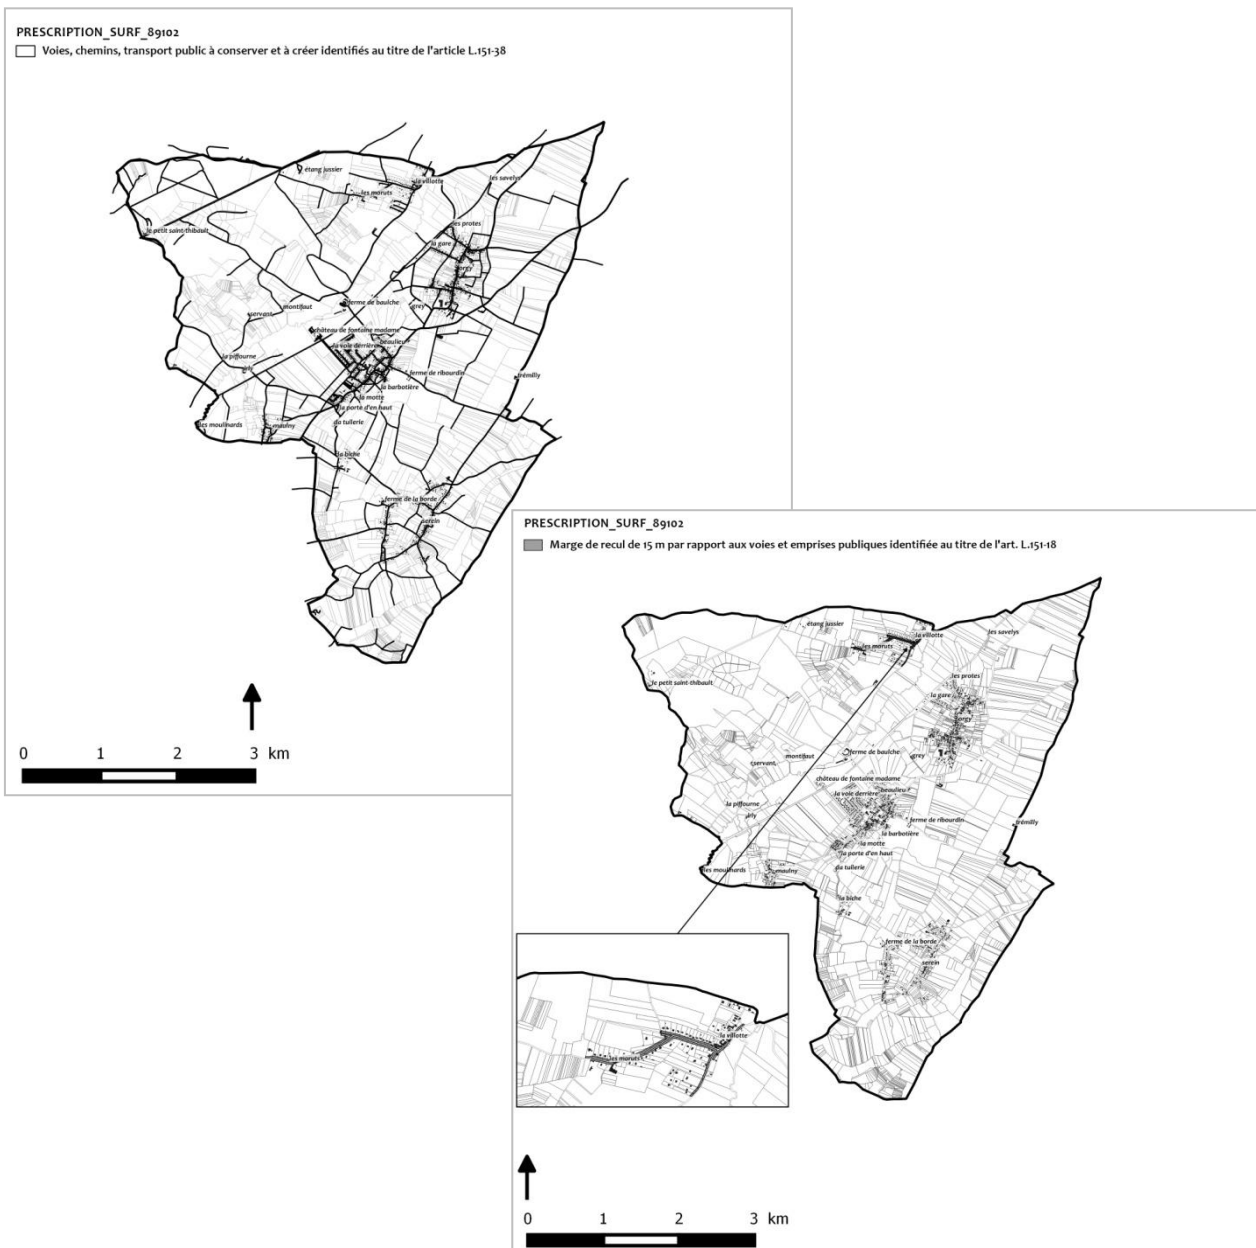 PRESCRIPTION_SURF_89102
Voies, chemins, transport public à conserver et à créer identifiés au titre de l'article L.151-38
étang jussier
la villotte
les savelys
les maruts
le petit saint-thibault
les protes
la gare
orgy
montifaut
ferme de baulche
grey
servant
château de fontaine madame
la voie derrière
beaulieu
la piffourne
ferme de ribourdin
frémilly
la barbotière
la motte
la porte d'en haut
les moulinards
maulny
la tullerie
la biche
ferme de la borde
serein
0 1 2 3 km
PRESCRIPTION_SURF_89102
Marge de recul de 15 m par rapport aux voies et emprises publiques identifiée au titre de l'art. L.151-18
étang jussier
la villotte
les savelys
les maruts
le petit saint-thibault
les protes
la gare
orgy
montifaut
ferme de baulche
grey
servant
château de fontaine madame
la voie derrière
beaulieu
la piffourne
ferme de ribourdin
frémilly
la barbotière
la motte
la porte d'en haut
les moulinards
maulny
la tullerie
la biche
ferme de la borde
serein
la villotte
les maruts
0 1 2 3 km